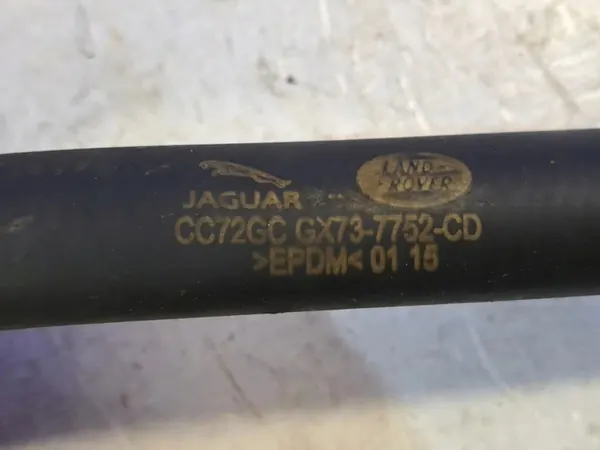 JAGUAR
LAND
ROVER
CC72GC GX73-7752-CD
>EPDM< 01 15